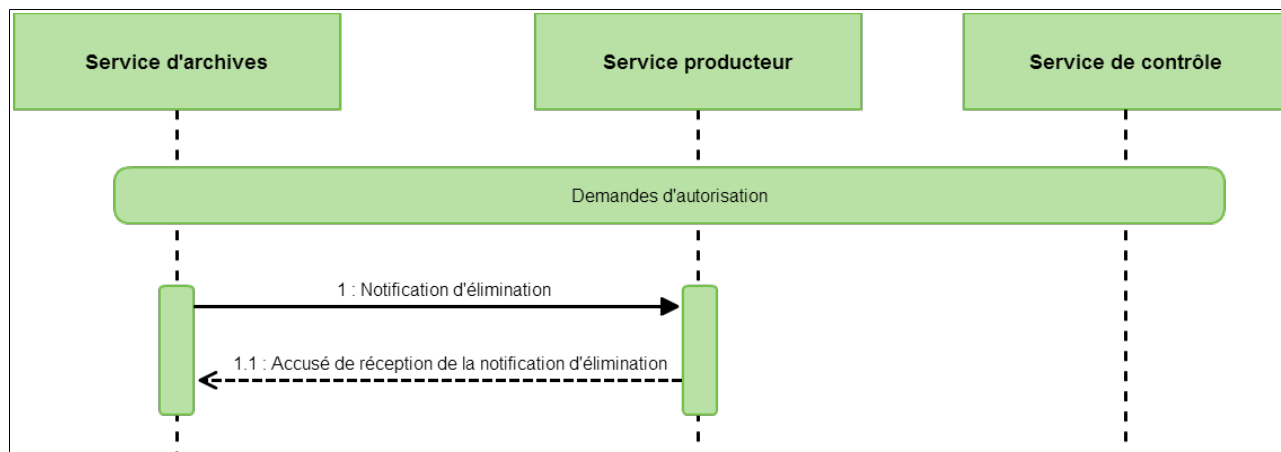 Service d'archives
Service producteur
Service de contrôle
Demandes d'autorisation
1 : Notification d'élimination
1.1 : Accusé de réception de la notification d'élimination